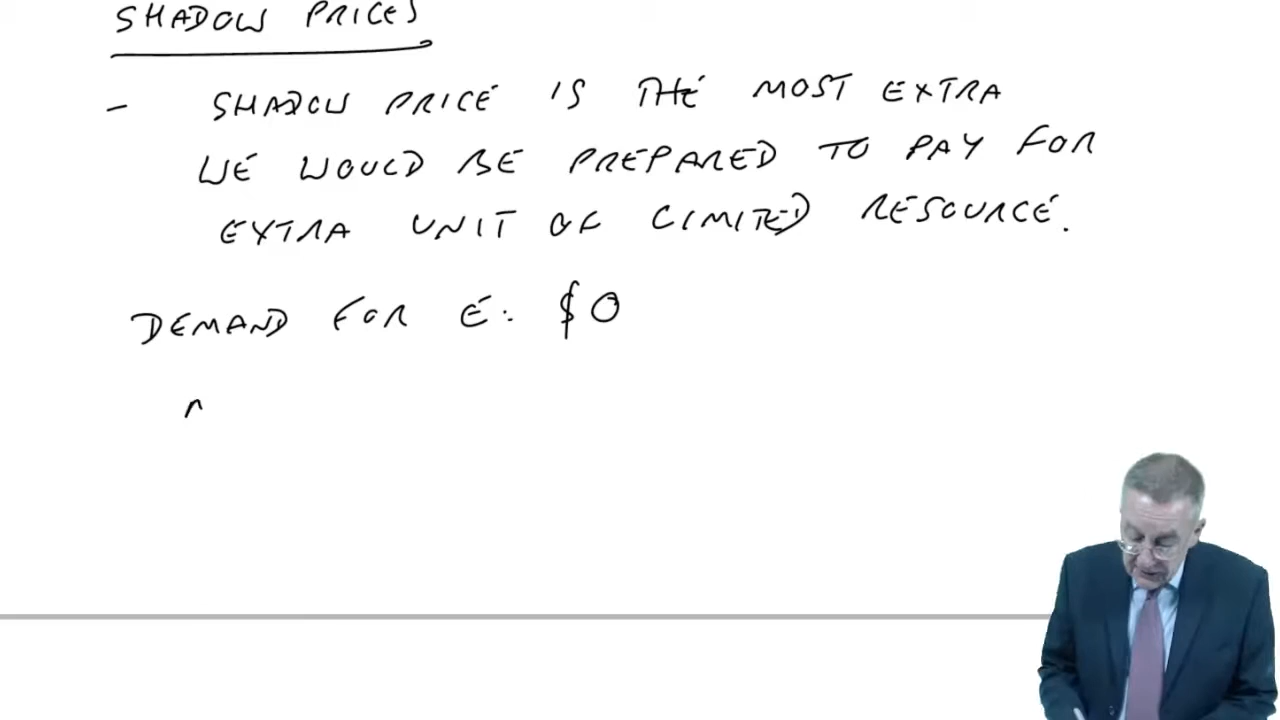 SHADOW PRICES
- SHADOW PRICE IS THE MOST EXTRA
WE WOULD BE PREPARED TO PAY FOR
EXTRA UNIT OF LIMITED RESOURCE.
DEMAND FOR E: $0